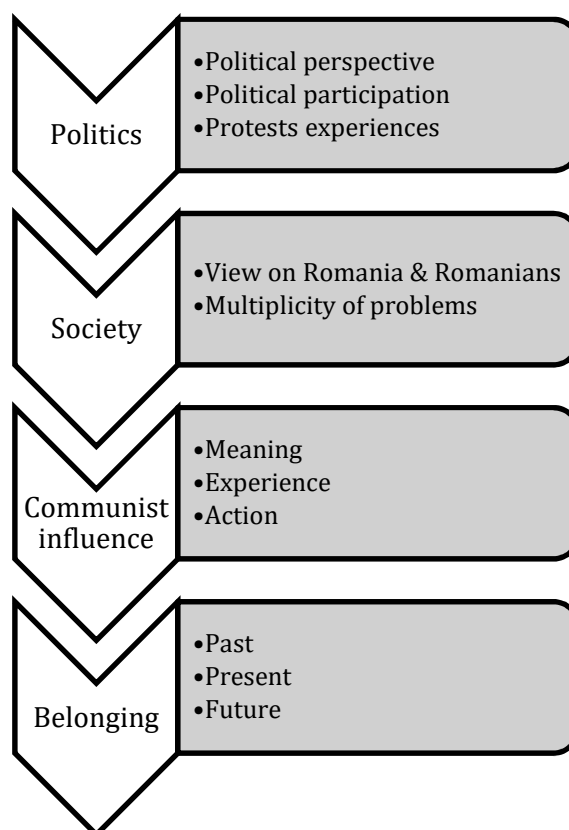 Politics
•Political perspective
•Political participation
•Protests experiences
Society
•View on Romania & Romanians
•Multiplicity of problems
Communist
influence
•Meaning
•Experience
•Action
Belonging
•Past
•Present
•Future